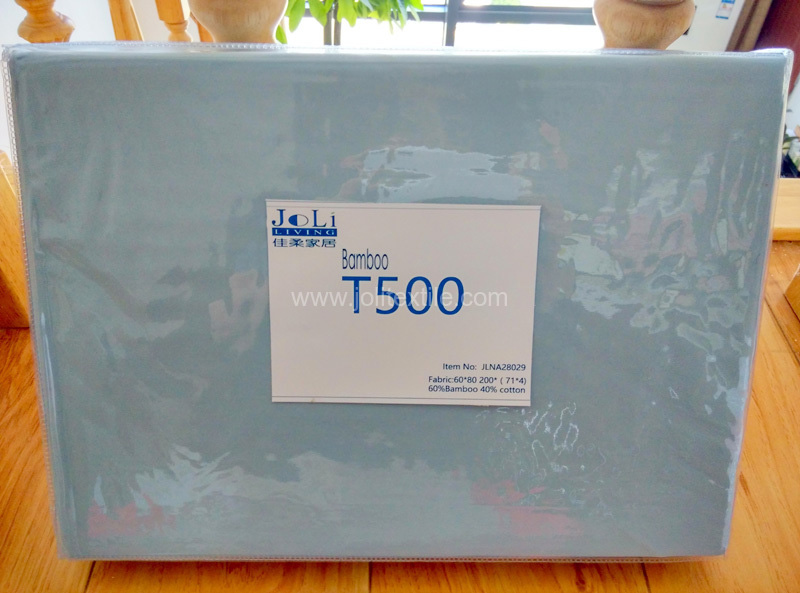 JOLi
LIVING
佳柔家居
Bamboo
T500
www.jolitextile.com
Item No: JLNA28029
Fabric:60*80 200* ( 71*4)
60%Bamboo 40% cotton